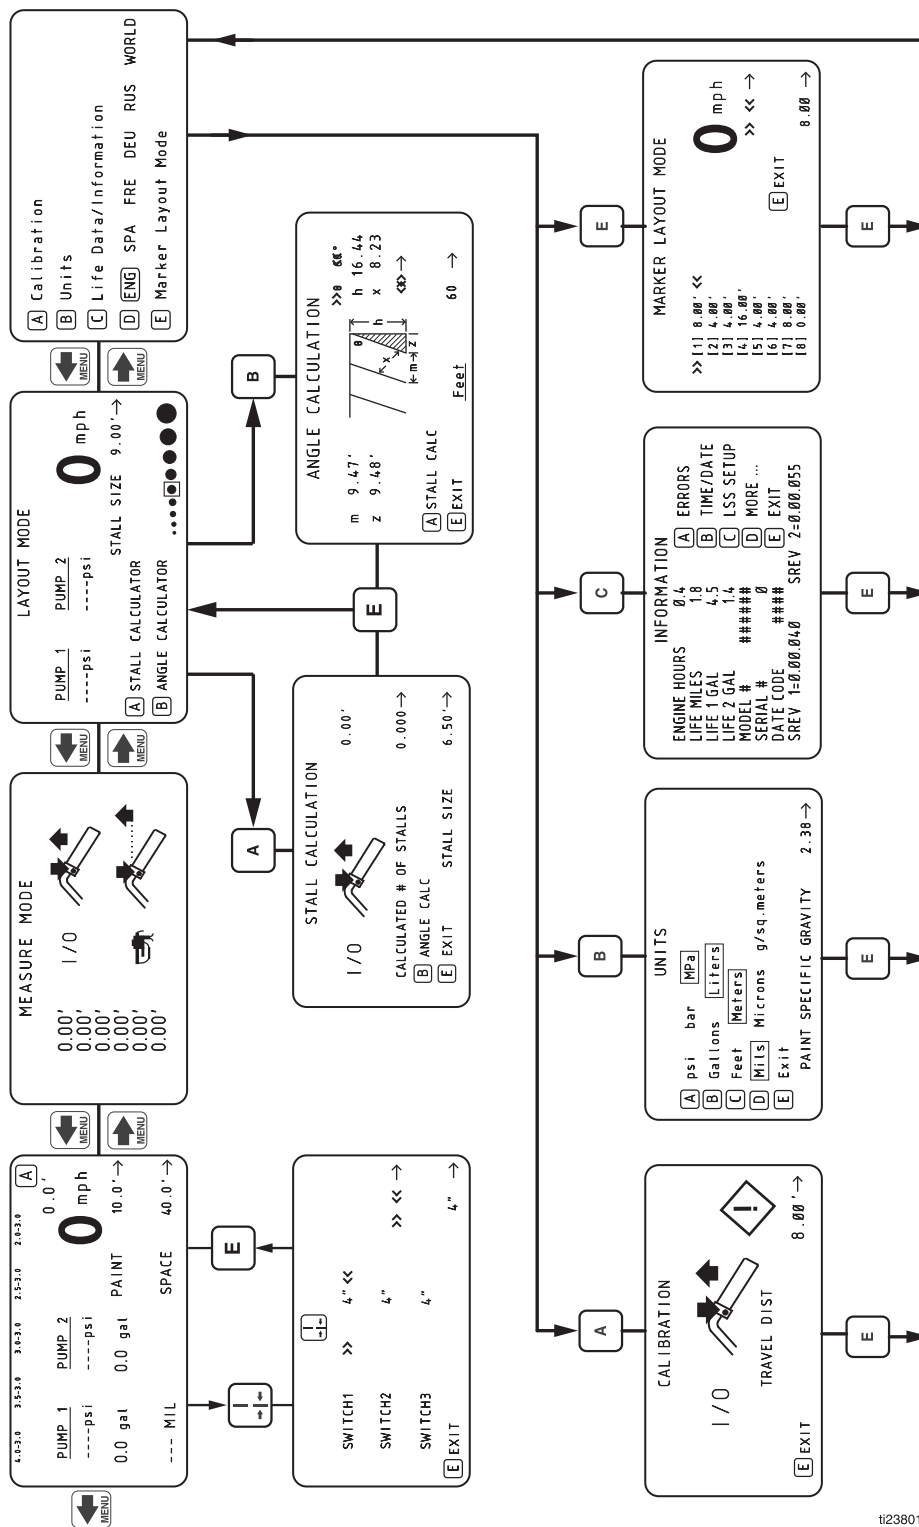 MENU
4.0-3.0 3.5-3.0 3.0-3.0 2.5-3.0 2.0-3.0 A
0.0'
PUMP 1 PUMP 2 0 mph
----psi ----psi
0.0 gal 0.0 gal PAINT 10.0'→
--- MIL SPACE 40.0'→
MENU
MENU
MEASURE MODE
0.00'
0.00'
0.00'
0.00'
0.00'
0.00'
I/O
MENU
MENU
LAYOUT MODE
PUMP 1 PUMP 2 0 mph
----psi ----psi
STALL SIZE 9.00'→
A STALL CALCULATOR
B ANGLE CALCULATOR
MENU
MENU
A Calibration
B Units
C Life Data/Information
D ENG SPA FRE DEU RUS WORLD
E Marker Layout Mode
E
SWITCH1 >> 4" <<
SWITCH2 4" >> << →
SWITCH3 4"
E EXIT 4" →
A
STALL CALCULATION
I/O 0.00'
CALCULATED # OF STALLS 0.000→
B ANGLE CALC
E EXIT STALL SIZE 6.50'→
E
B
ANGLE CALCULATION
m 9.47' h 16.44
z 9.48' x 8.23
θ h x m z
A STALL CALC
E EXIT Feet 60 →
A
CALIBRATION
I/O
!
TRAVEL DIST
E EXIT 8.00'→
E
B
UNITS
A psi bar MPa
B Gallons Liters
C Feet Meters
D Mils Microns g/sq.meters
E Exit
PAINT SPECIFIC GRAVITY 2.38→
E
C
INFORMATION
ENGINE HOURS 0.4 A ERRORS
LIFE MILES 1.8 B TIME/DATE
LIFE 1 GAL 4.5 C LSS SETUP
LIFE 2 GAL 1.4 D MORE...
MODEL # ###### E EXIT
SERIAL # 0
DATE CODE ####
SREV 1=0.00.040 SREV 2=0.00.055
E
E
MARKER LAYOUT MODE
>> [1] 8.00' <<
[2] 4.00'
[3] 4.00'
[4] 16.00'
[5] 4.00'
[6] 4.00'
[7] 8.00'
[8] 0.00'
0 mph
>> << →
E EXIT
8.00 →
E
ti23801